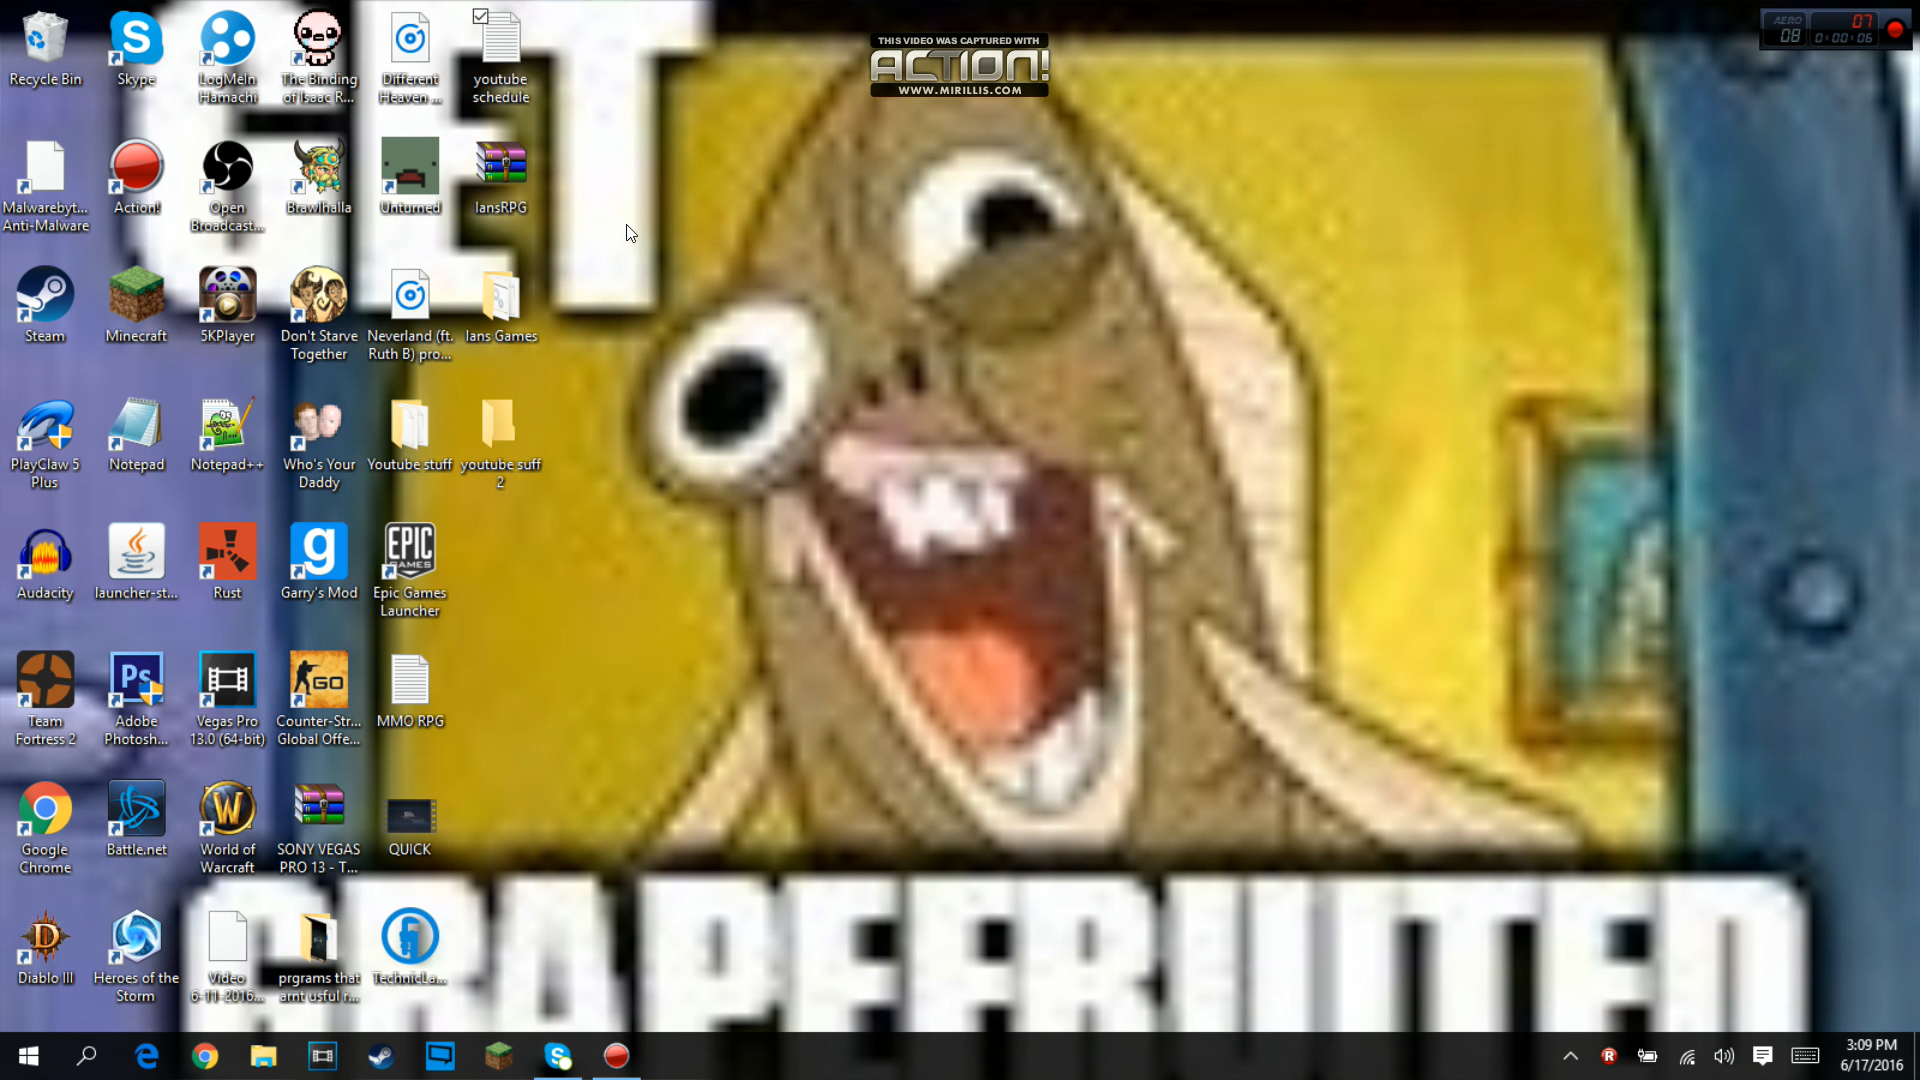 GET
THIS VIDEO WAS CAPTURED WITH
ACTION!
WWW.MIRILLIS.COM
AERO
08
07
0:00:06
Recycle Bin
Skype
LogMeIn
Hamachi
The Binding
of Isaac R...
Different
Heaven ...
youtube
schedule
Malwarebyt...
Anti-Malware
Action!
Open
Broadcast...
Brawlhalla
Unturned
IansRPG
Steam
Minecraft
5KPlayer
Don't Starve
Together
Neverland (ft.
Ruth B) pro...
Ians Games
PlayClaw 5
Plus
Notepad
Notepad++
Who's Your
Daddy
Youtube stuff
youtube suff
2
Audacity
launcher-st...
Rust
g
Garry's Mod
EPIC
GAMES
Epic Games
Launcher
Team
Fortress 2
Ps
Adobe
Photosh...
Vegas Pro
13.0 (64-bit)
GO
Counter-Str...
Global Offe...
MMO RPG
Google
Chrome
Battle.net
W
World of
Warcraft
SONY VEGAS
PRO 13 - T...
QUICK
D
Diablo III
Heroes of the
Storm
Video
6-11-2016...
prgrams that
arnt usful r...
TechnicLa...
GRAPEFRUITED
3:09 PM
6/17/2016